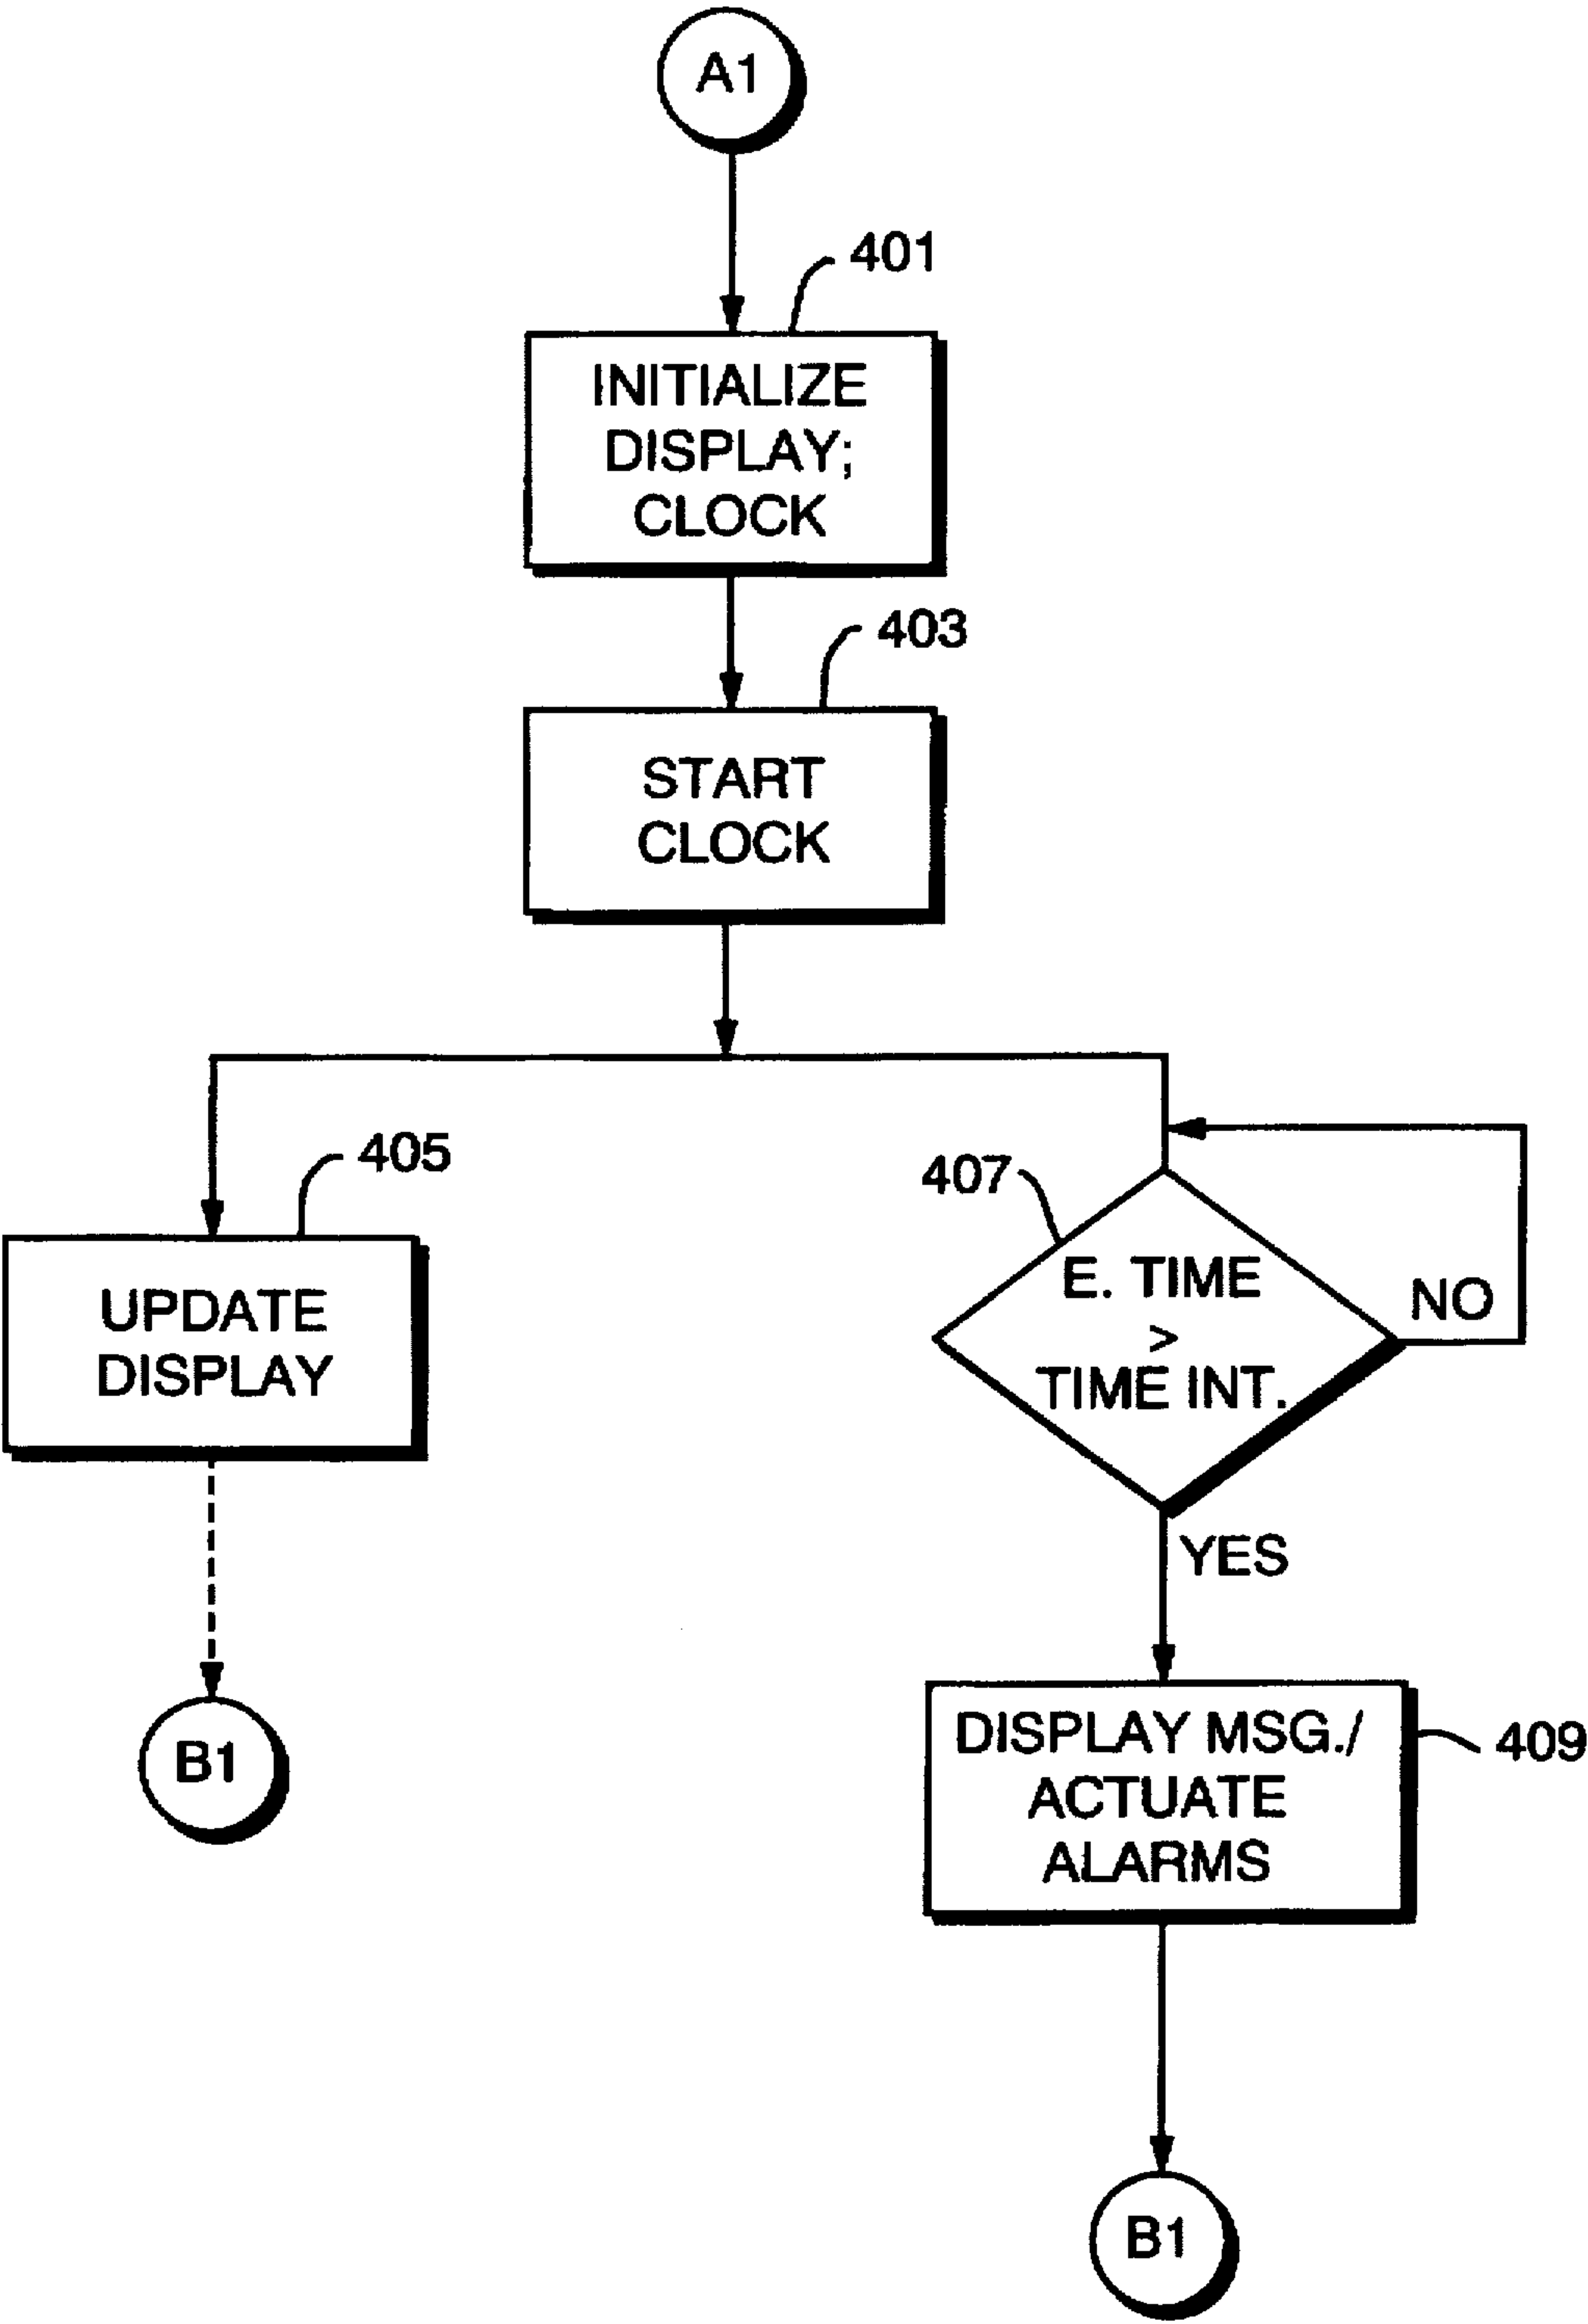 A1
401
INITIALIZE
DISPLAY;
CLOCK
403
START
CLOCK
405
UPDATE
DISPLAY
B1
407
E. TIME
>
TIME INT.
NO
YES
DISPLAY MSG./
ACTUATE
ALARMS
409
B1